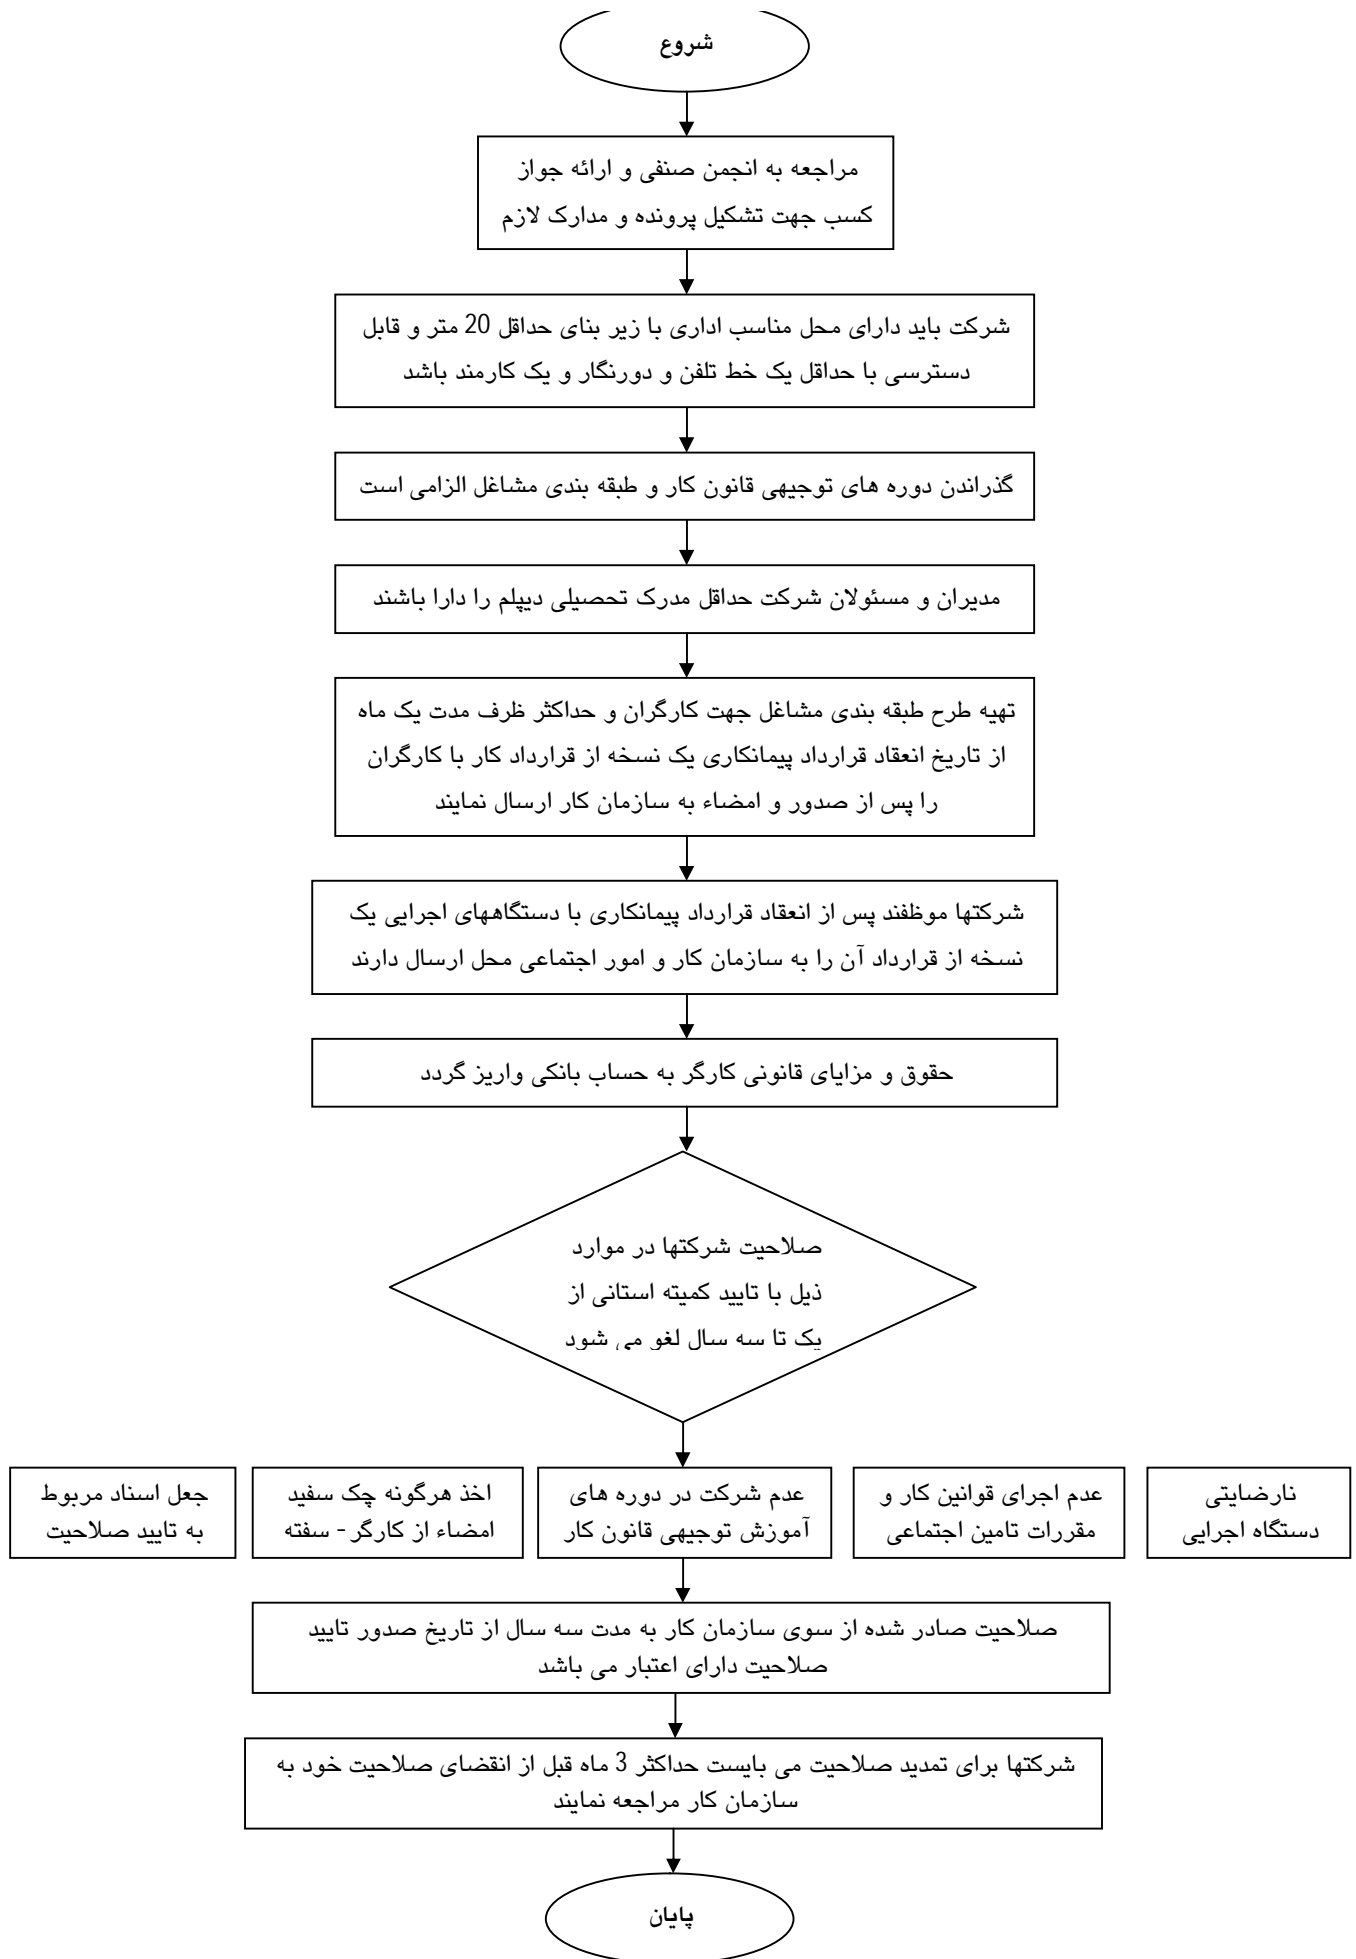 شروع
مراجعه به انجمن صنفی و ارائه جواز
کسب جهت تشکیل پرونده و مدارک لازم
شرکت باید دارای محل مناسب اداری با زیر بنای حداقل 20 متر و قابل
دسترسی با حداقل یک خط تلفن و دورنگار و یک کارمند باشد
گذراندن دوره های توجیهی قانون کار و طبقه بندی مشاغل الزامی است
مدیران و مسئولان شرکت حداقل مدرک تحصیلی دیپلم را دارا باشند
تهیه طرح طبقه بندی مشاغل جهت کارگران و حداکثر ظرف مدت یک ماه
از تاریخ انعقاد قرارداد پیمانکاری یک نسخه از قرارداد کار با کارگران
را پس از صدور و امضاء به سازمان کار ارسال نمایند
شرکتها موظفند پس از انعقاد قرارداد پیمانکاری با دستگاههای اجرایی یک
نسخه از قرارداد آن را به سازمان کار و امور اجتماعی محل ارسال دارند
حقوق و مزایای قانونی کارگر به حساب بانکی واریز گردد
صلاحیت شرکتها در موارد
ذیل با تایید کمیته استانی از
یک تا سه سال لغو می شود
نارضایتی
دستگاه اجرایی
عدم اجرای قوانین کار و
مقررات تامین اجتماعی
عدم شرکت در دوره های
آموزش توجیهی قانون کار
اخذ هرگونه چک سفید
امضاء از کارگر - سفته
جعل اسناد مربوط
به تایید صلاحیت
صلاحیت صادر شده از سوی سازمان کار به مدت سه سال از تاریخ صدور تایید
صلاحیت دارای اعتبار می باشد
شرکتها برای تمدید صلاحیت می بایست حداکثر 3 ماه قبل از انقضای صلاحیت خود به
سازمان کار مراجعه نمایند
پایان